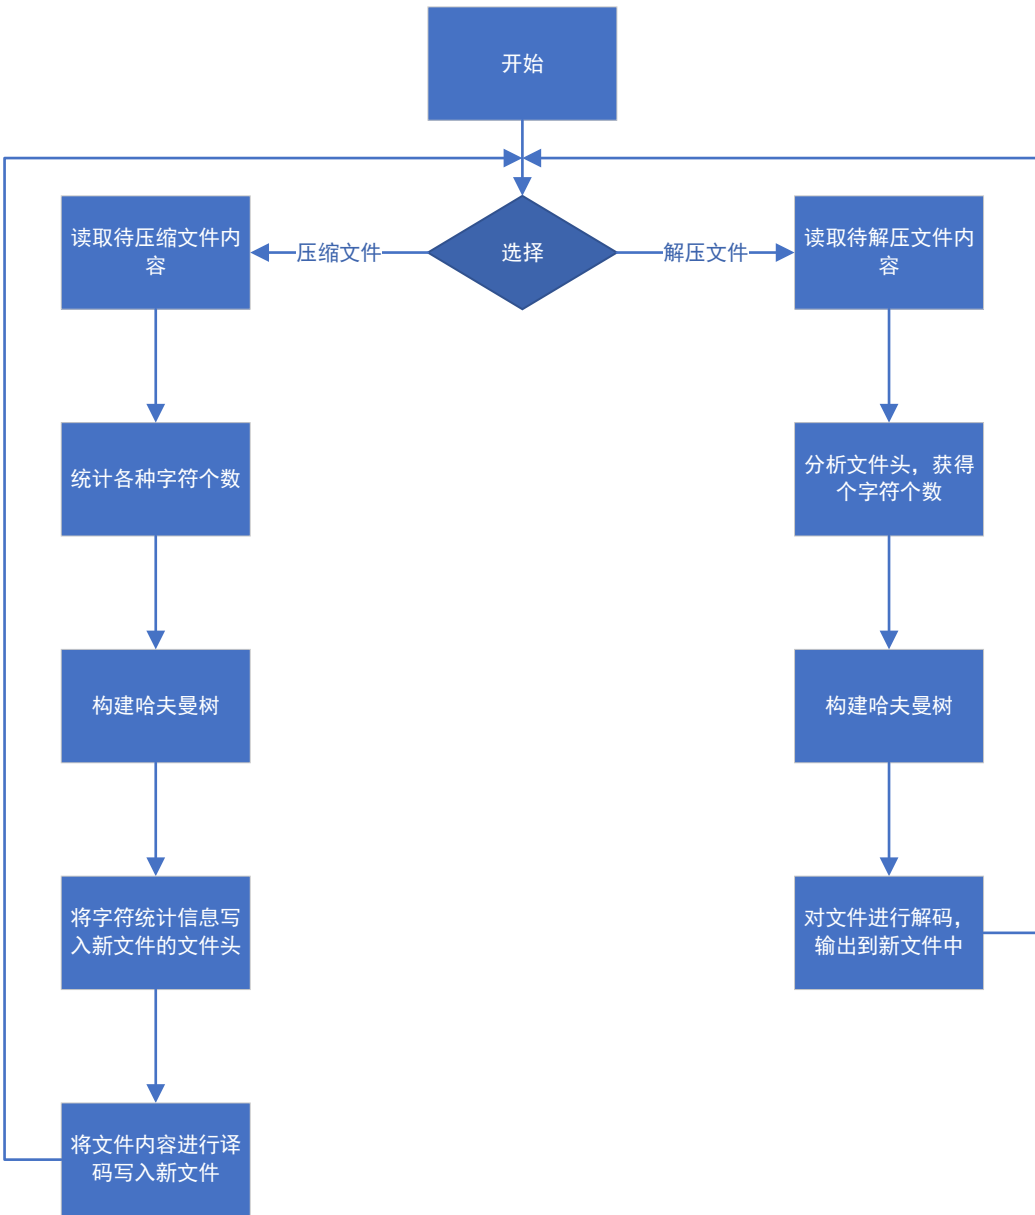 开始
选择
压缩文件
解压文件
读取待压缩文件内
容
统计各种字符个数
构建哈夫曼树
将字符统计信息写
入新文件的文件头
将文件内容进行译
码写入新文件
读取待解压文件内
容
分析文件头，获得
个字符个数
构建哈夫曼树
对文件进行解码，
输出到新文件中